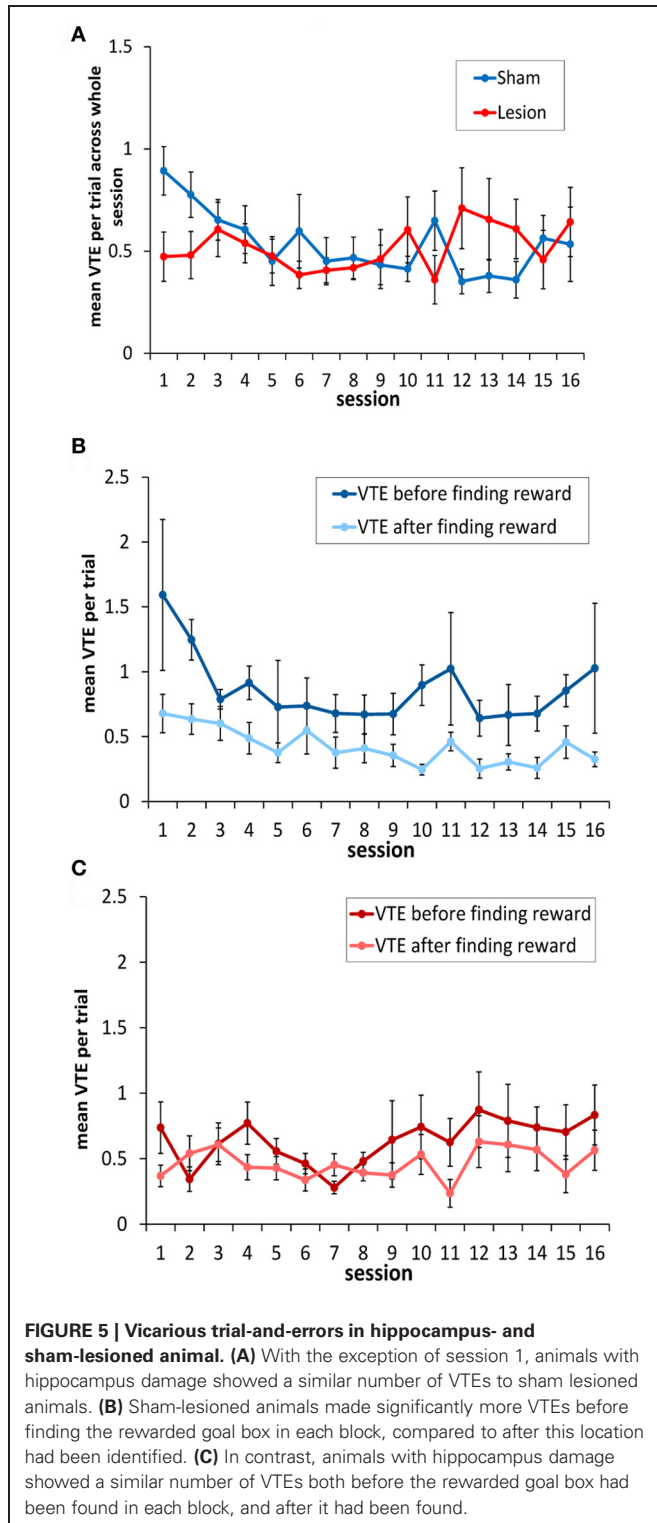 A
1.5
1
0.5
0
mean VTE per trial across whole
session
Sham
Lesion
1 2 3 4 5 6 7 8 9 10 11 12 13 14 15 16
session
B
2.5
2
1.5
1
0.5
0
mean VTE per trial
VTE before finding reward
VTE after finding reward
1 2 3 4 5 6 7 8 9 10 11 12 13 14 15 16
session
C
2.5
2
1.5
1
0.5
0
mean VTE per trial
VTE before finding reward
VTE after finding reward
1 2 3 4 5 6 7 8 9 10 11 12 13 14 15 16
session
FIGURE 5 | Vicarious trial-and-errors in hippocampus- and
sham-lesioned animal. (A) With the exception of session 1, animals with
hippocampus damage showed a similar number of VTEs to sham lesioned
animals. (B) Sham-lesioned animals made significantly more VTEs before
finding the rewarded goal box in each block, compared to after this location
had been identified. (C) In contrast, animals with hippocampus damage
showed a similar number of VTEs both before the rewarded goal box had
been found in each block, and after it had been found.